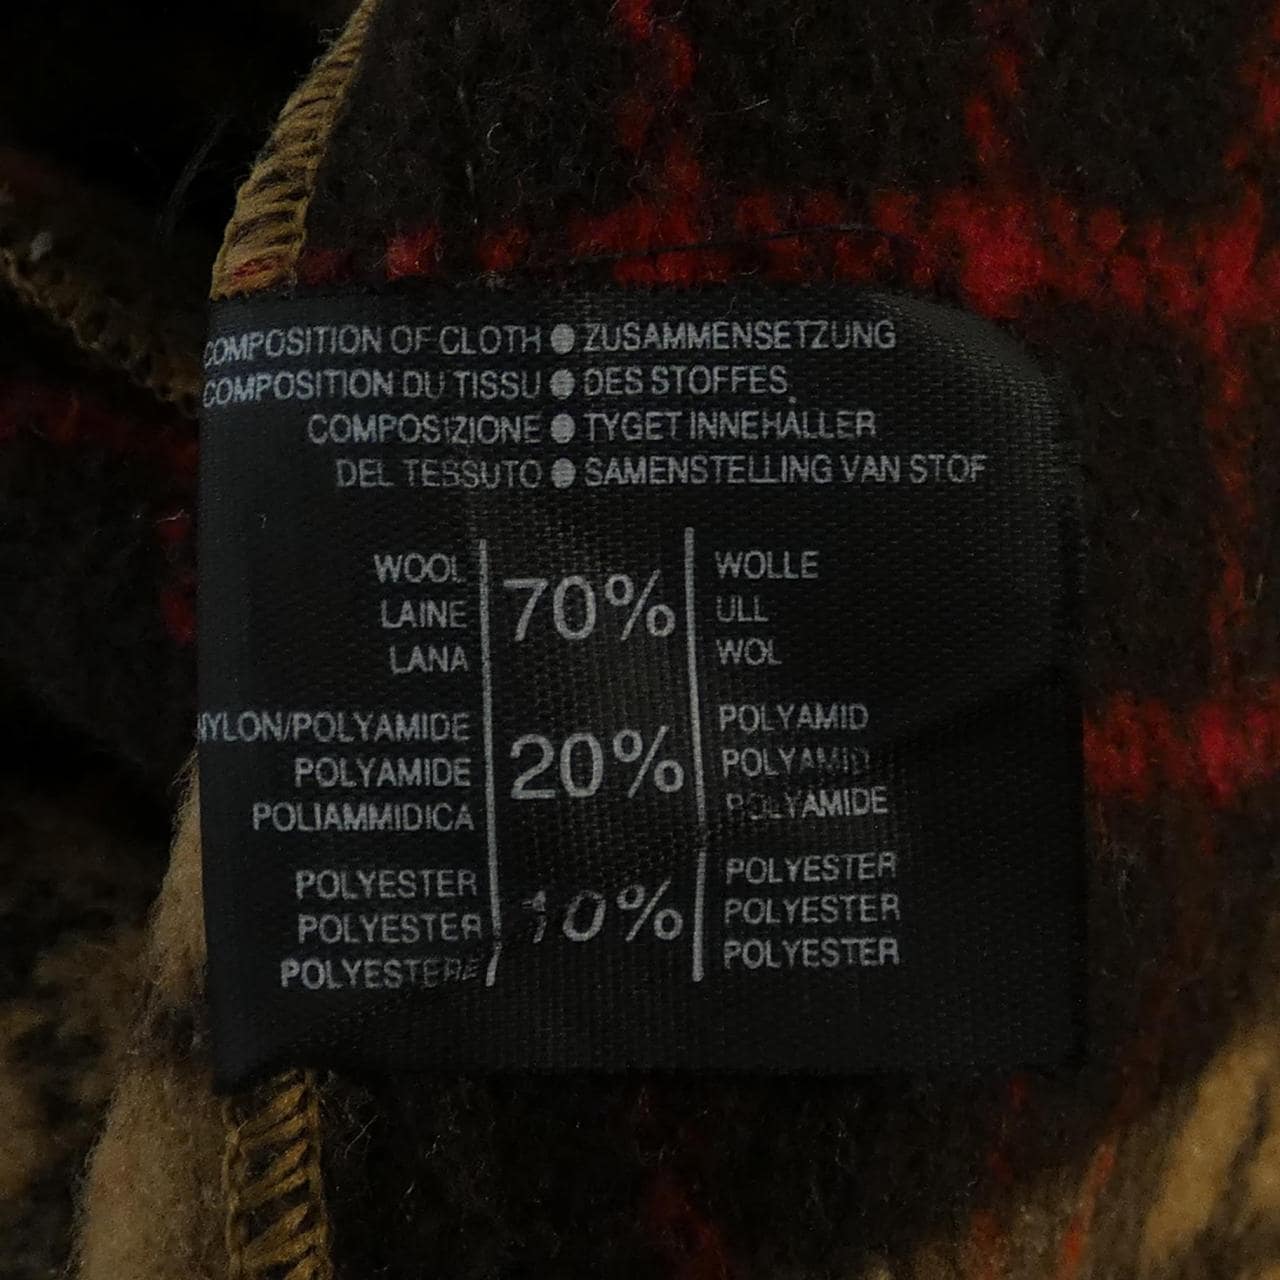 COMPOSITION OF CLOTH ● ZUSAMMENSETZUNG
COMPOSITION DU TISSU ● DES STOFFES
COMPOSIZIONE ● TYGET INNEHÅLLER
DEL TESSUTO ● SAMENSTELLING VAN STOF
WOOL WOLLE
LAINE 70% ULL
LANA WOL
NYLON/POLYAMIDE POLYAMID
POLYAMIDE 20% POLYAMID
POLIAMMIDICA POLYAMIDE
POLYESTER POLYESTER
POLYESTER 10% POLYESTER
POLYESTERE POLYESTER